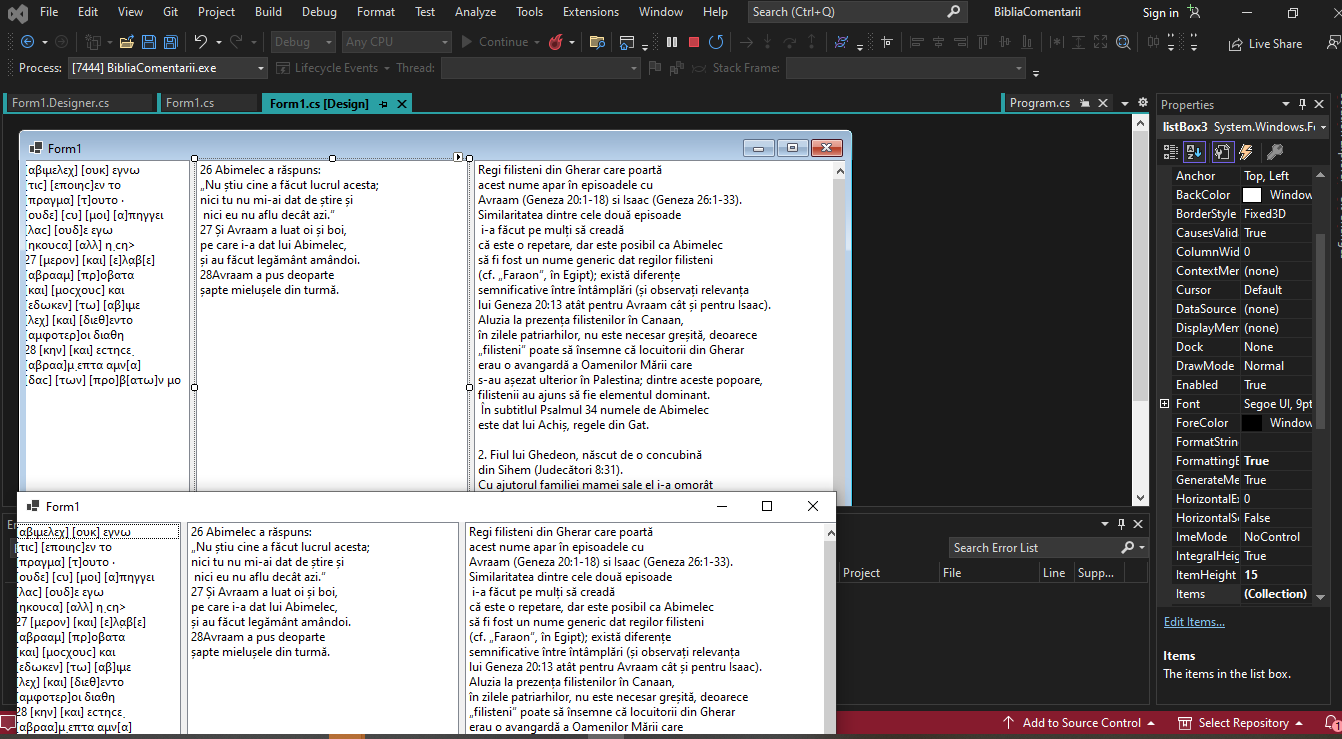 File Edit View Git Project Build Debug Format Test Analyze Tools Extensions Window Help Search (Ctrl+Q) BibliaComentarii Sign in
Debug Any CPU Continue Live Share
Process: [7444] BibliaComentarii.exe Lifecycle Events Thread: Stack Frame:
Form1.Designer.cs Form1.cs Form1.cs [Design] Program.cs
Form1
[αβιμελεχ] [ουκ] εγνω
[τις] [εποιης]εν το
[πραγμα] [τ]ουτο ·
[ουδε] [ϲυ] [μοι] [α]πηγγει
[λας] [ουδ]ε εγω
[ηκουϲα] [αλλ] η ̣ϲη>
27 [μερον] [και] [ε]λ̣α̣β[ε]
[αβρααμ] [πρ]οβατα
[και] [μοϲχουϲ] και
[εδωκεν] [τω] [αβ]ιμε
[λεχ] [και] [διεθ]εντο
[αμφοτερ]οι διαθη
28 [κην] [και] εϲτηϲε̣
[αβραα]μ̣ ̣επτα αμν[α]
[δαϲ] [των] [προ]β[ατω]ν μο
26 Abimelec a răspuns:
„Nu știu cine a făcut lucrul acesta;
nici tu nu mi-ai dat de știre și
nici eu nu aflu decât azi.”
27 Și Avraam a luat oi și boi,
pe care i-a dat lui Abimelec,
și au făcut legământ amândoi.
28Avraam a pus deoparte
șapte mielușele din turmă.
Regi filisteni din Gherar care poartă
acest nume apar în episoadele cu
Avraam (Geneza 20:1-18) si Isaac (Geneza 26:1-33).
Similaritatea dintre cele două episoade
i-a făcut pe mulți să creadă
că este o repetare, dar este posibil ca Abimelec
să fi fost un nume generic dat regilor filisteni
(cf. „Faraon”, în Egipt); există diferențe
semnificative între întâmplări (și observați relevanța
lui Geneza 20:13 atât pentru Avraam cât și pentru Isaac).
Aluzia la prezența filistenilor în Canaan,
în zilele patriarhilor, nu este necesar greșită, deoarece
„filisteni” poate să însemne că locuitorii din Gherar
erau o avangardă a Oamenilor Mării care
s-au așezat ulterior în Palestina; dintre aceste popoare,
filistenii au ajuns să fie elementul dominant.
În subtitlul Psalmul 34 numele de Abimelec
este dat lui Achiș, regele din Gat.
2. Fiul lui Ghedeon, născut de o concubină
din Sihem (Judecători 8:31).
Cu ajutorul familiei mamei sale el i-a omorât
Form1
[αβιμελεχ] [ουκ] εγνω
[τις] [εποιης]εν το
[πραγμα] [τ]ουτο ·
[ουδε] [ϲυ] [μοι] [α]πηγγει
[λας] [ουδ]ε εγω
[ηκουϲα] [αλλ] η ̣ϲη>
27 [μερον] [και] [ε]λ̣α̣β[ε]
[αβρααμ] [πρ]οβατα
[και] [μοϲχουϲ] και
[εδωκεν] [τω] [αβ]ιμε
[λεχ] [και] [διεθ]εντο
[αμφοτερ]οι διαθη
28 [κην] [και] εϲτηϲε̣
[αβραα]μ̣ ̣επτα αμν[α]
26 Abimelec a răspuns:
„Nu știu cine a făcut lucrul acesta;
nici tu nu mi-ai dat de știre și
nici eu nu aflu decât azi.”
27 Și Avraam a luat oi și boi,
pe care i-a dat lui Abimelec,
și au făcut legământ amândoi.
28Avraam a pus deoparte
șapte mielușele din turmă.
Regi filisteni din Gherar care poartă
acest nume apar în episoadele cu
Avraam (Geneza 20:1-18) si Isaac (Geneza 26:1-33).
Similaritatea dintre cele două episoade
i-a făcut pe mulți să creadă
că este o repetare, dar este posibil ca Abimelec
să fi fost un nume generic dat regilor filisteni
(cf. „Faraon”, în Egipt); există diferențe
semnificative între întâmplări (și observați relevanța
lui Geneza 20:13 atât pentru Avraam cât și pentru Isaac).
Aluzia la prezența filistenilor în Canaan,
în zilele patriarhilor, nu este necesar greșită, deoarece
„filisteni” poate să însemne că locuitorii din Gherar
erau o avangardă a Oamenilor Mării care
Search Error List
Project File Line Supp...
Properties
listBox3 System.Windows.Fo
Anchor Top, Left
BackColor Window
BorderStyle Fixed3D
CausesValida True
ColumnWid 0
ContextMer (none)
Cursor Default
DataSource (none)
DisplayMem (none)
Dock None
DrawMode Normal
Enabled True
Font Segoe UI, 9pt
ForeColor Window
FormatStrin
FormattingE True
GenerateMe True
HorizontalEx 0
HorizontalSc False
ImeMode NoControl
IntegralHeig True
ItemHeight 15
Items (Collection)
Edit Items...
Items
The items in the list box.
Add to Source Control Select Repository 1